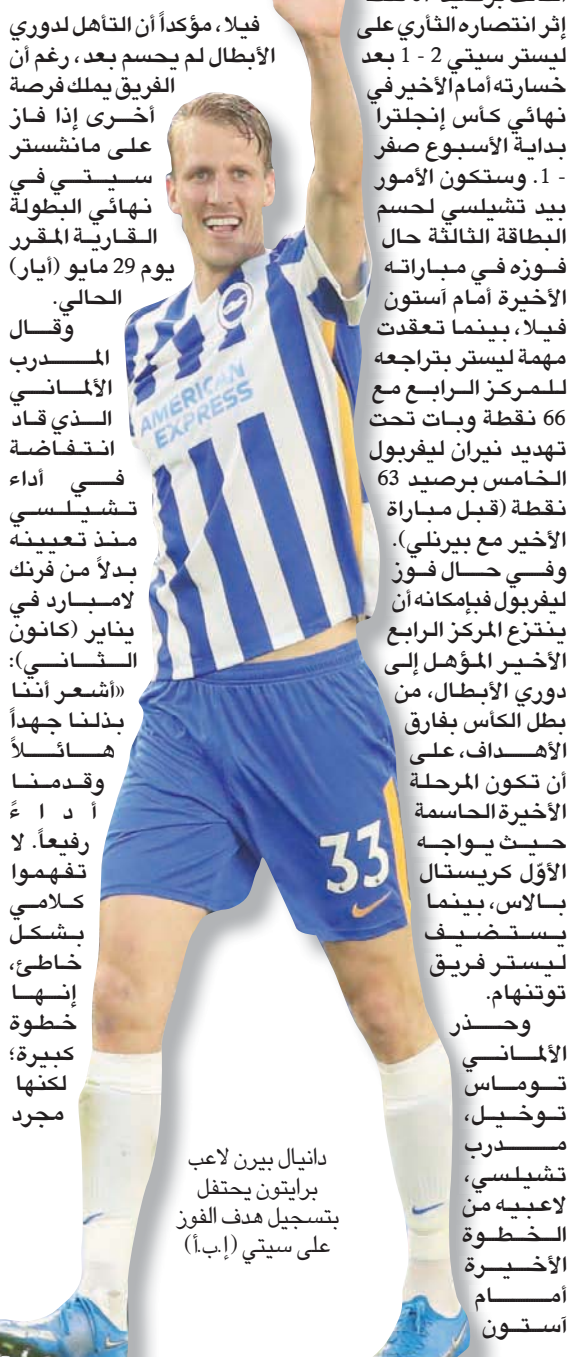 إثر انتصاره الثأري على
ليستر سيتي 2 - 1 بعد
خسارته أمام الأخير في
نهائي كأس إنجلترا
بداية الأسبوع صفر
- 1. وستكون الأمور
بيد تشيلسي لحسم
البطاقة الثالثة حال
فوزه في مباراته
الأخيرة أمام آستون
فيلا، بينما تعقدت
مهمة ليستر بتراجعه
للمركز الرابع مع
66 نقطة وبات تحت
تهديد نيران ليفربول
الخامس برصيد 63
نقطة (قبل مباراة
الأخير مع بيرنلي).
وفي حال فوز
ليفربول فبإمكانه أن
ينتزع المركز الرابع
الأخير المؤهل إلى
دوري الأبطال، من
بطل الكأس بفارق
الأهداف، على
أن تكون المرحلة
الأخيرة الحاسمة
حيث يواجه
الأوّل كريستال
بالاس، بينما
يستضيف
ليستر فريق
توتنهام.
وحذر
الألماني
توماس
توخيل،
مدرب
تشيلسي،
لاعبيه من
الخطوة
الأخيرة
أمام
آستون
فيلا، مؤكداً أن التأهل لدوري
الأبطال لم يحسم بعد، رغم أن
الفريق يملك فرصة
أخرى إذا فاز
على مانشستر
سيتي في
نهائي البطولة
القارية المقرر
يوم 29 مايو (أيار)
الحالي.
وقال
المدرب
الألماني
الذي قاد
انتفاضة
في أداء
تشيلسي
منذ تعيينه
بدلاً من فرنك
لامبارد في
يناير (كانون
الثاني):
«أشعر أننا
بذلنا جهداً
هائلاً
وقدمنا
أداءً
رفيعاً. لا
تفهموا
كلامي
بشكل
خاطئ،
إنها
خطوة
كبيرة؛
لكنها
مجرد
AMERICAN
EXPRESS
33
دانيال بيرن لاعب
برايتون يحتفل
بتسجيل هدف الفوز
على سيتي (إ.ب.أ)